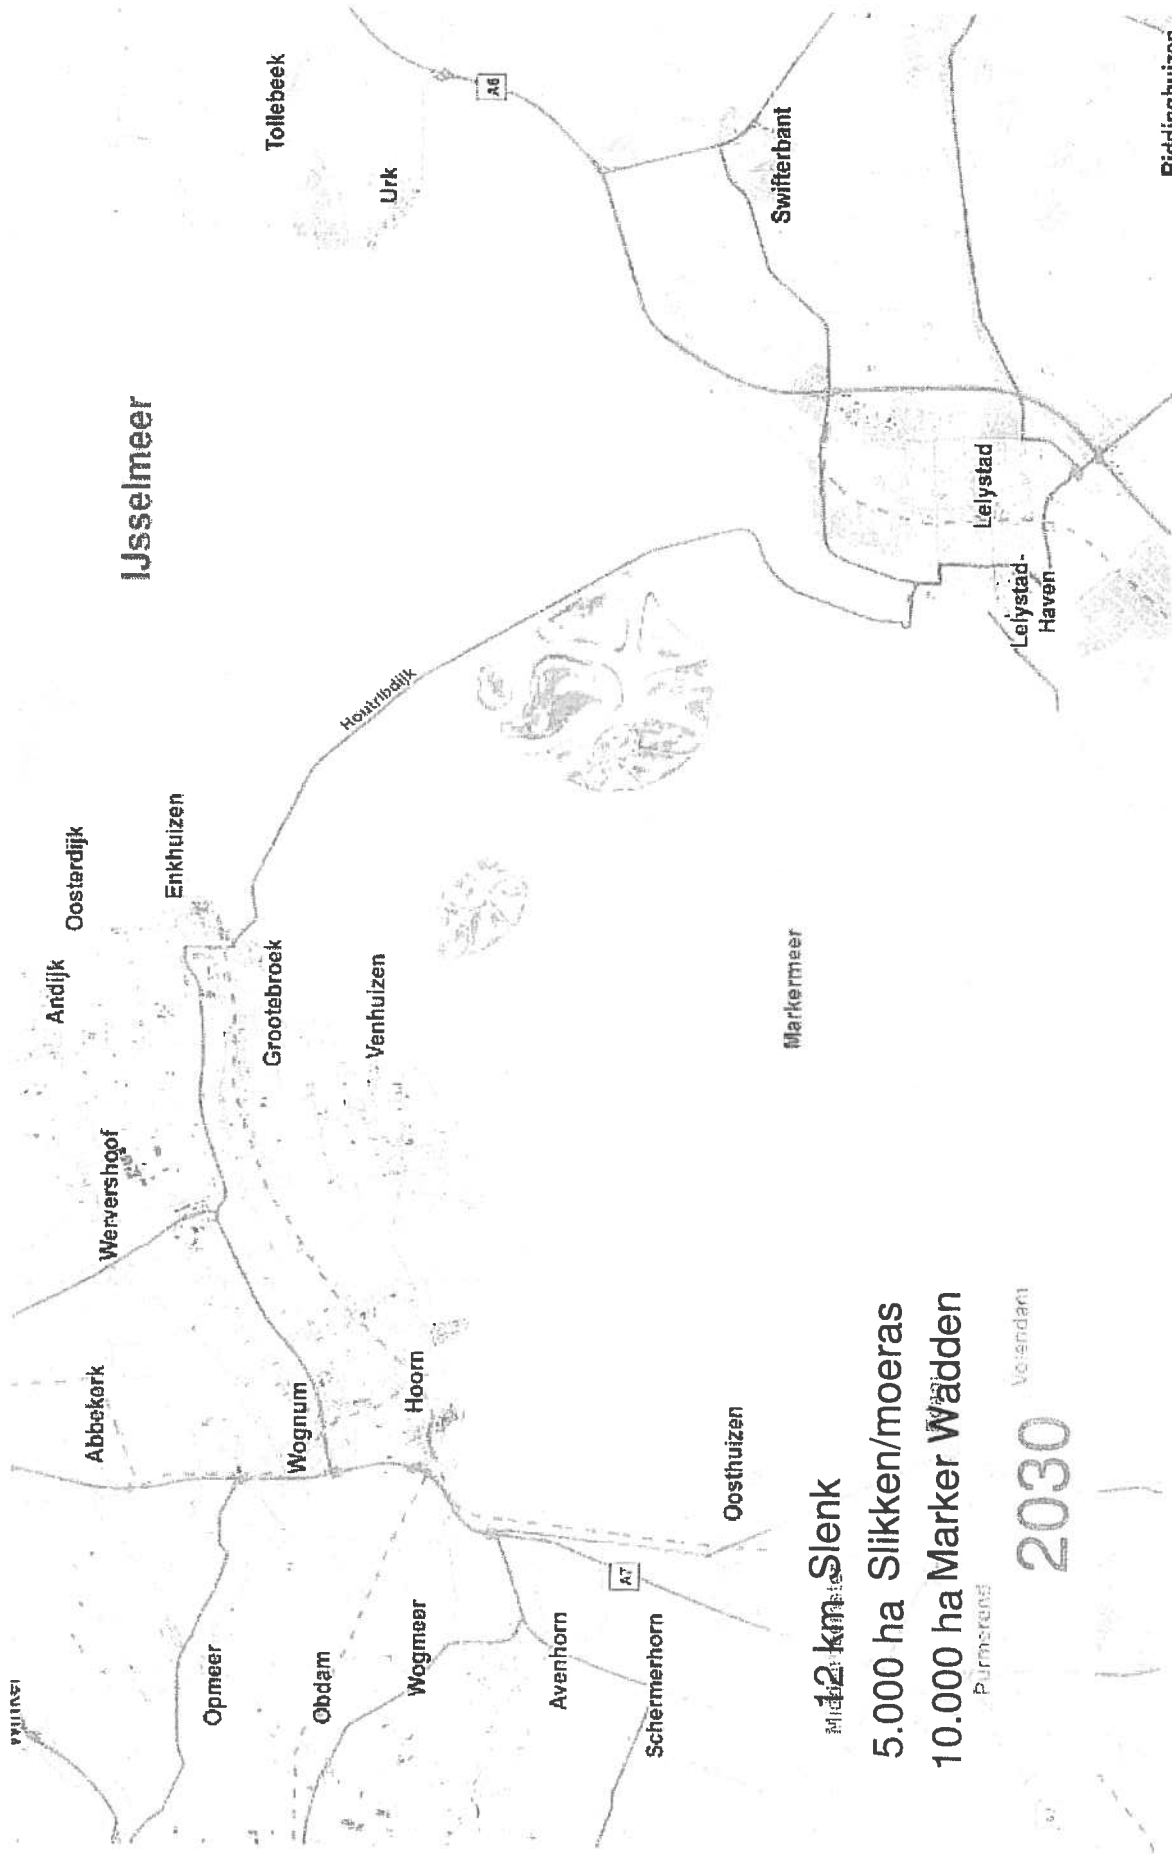 Andijk
Oosterdijk
Abbekerk
Wervershoof
IJsselmeer
Enkhuizen
Opmeer
Wognum
Grootebroek
Tollebeek
Obdam
Venhuizen
Houtribdijk
Urk
Wogmeer
Hoorn
A6
Avenhorn
A7
Schermerhorn
Oosthuizen
Markermeer
Swifterbant
12 km Slenk
5.000 ha Slikken/moeras
10.000 ha Marker Wadden
Purmerend
Volendam
Lelystad
Lelystad-
Haven
2030